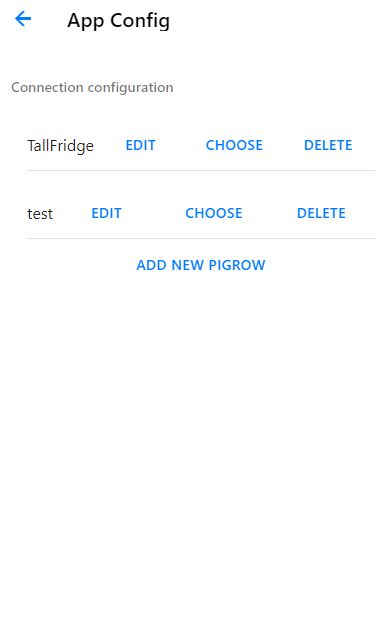 App Config
Connection configuration
TallFridge EDIT CHOOSE DELETE
test EDIT CHOOSE DELETE
ADD NEW PIGROW